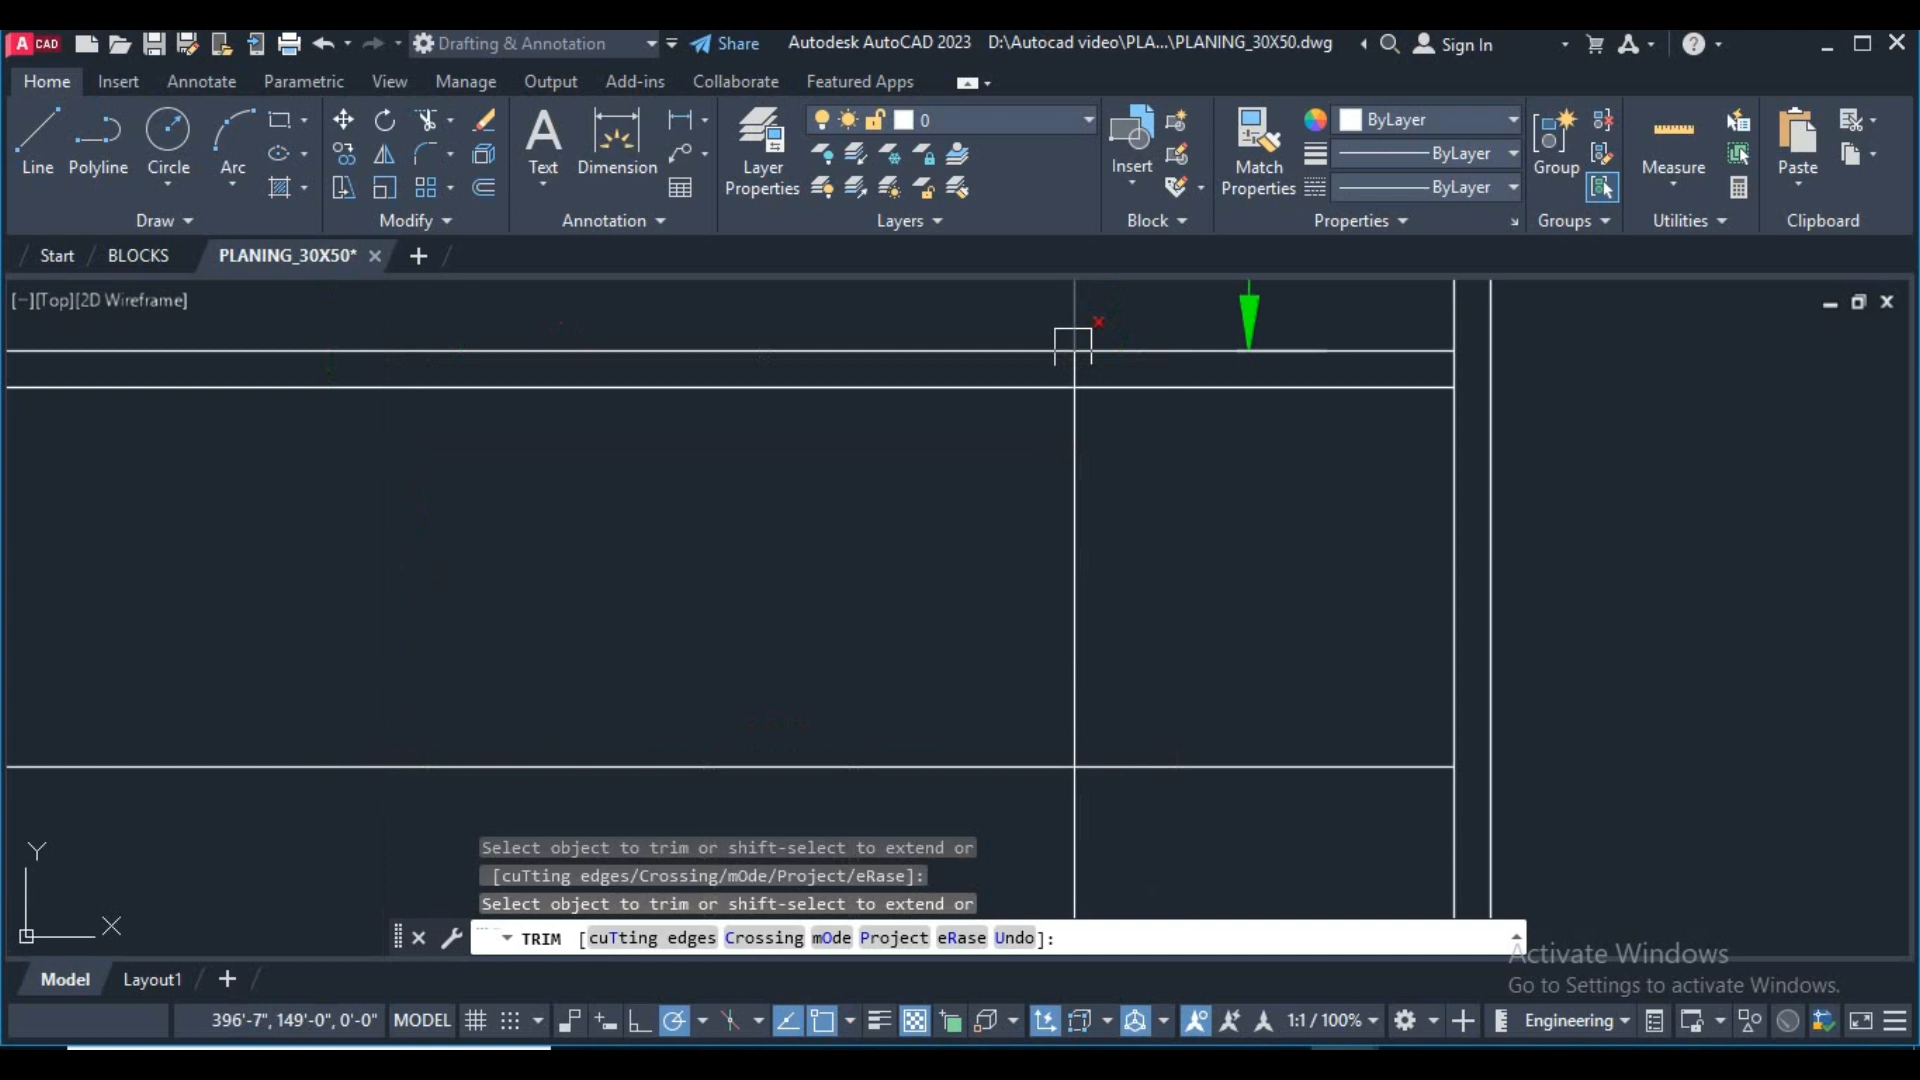 A CAD Drafting & Annotation Share Autodesk AutoCAD 2023 D:\Autocad video\PLA...\PLANING_30X50.dwg Sign In
Home Insert Annotate Parametric View Manage Output Add-ins Collaborate Featured Apps
0 ByLayer
ByLayer
Line Polyline Circle Arc Text Dimension Layer Properties Insert Match Properties Group Measure Paste
ByLayer
Draw Modify Annotation Layers Block Properties Groups Utilities Clipboard
Start BLOCKS PLANING_30X50* +
[−][Top][2D Wireframe]
Y
X
Select object to trim or shift-select to extend or
[cuTting edges/Crossing/mOde/Project/eRase]:
Select object to trim or shift-select to extend or
TRIM [cuTting edges Crossing mOde Project eRase Undo]:
Activate Windows
Go to Settings to activate Windows.
Model Layout1 +
396'-7", 149'-0", 0'-0" MODEL 1:1 / 100% Engineering